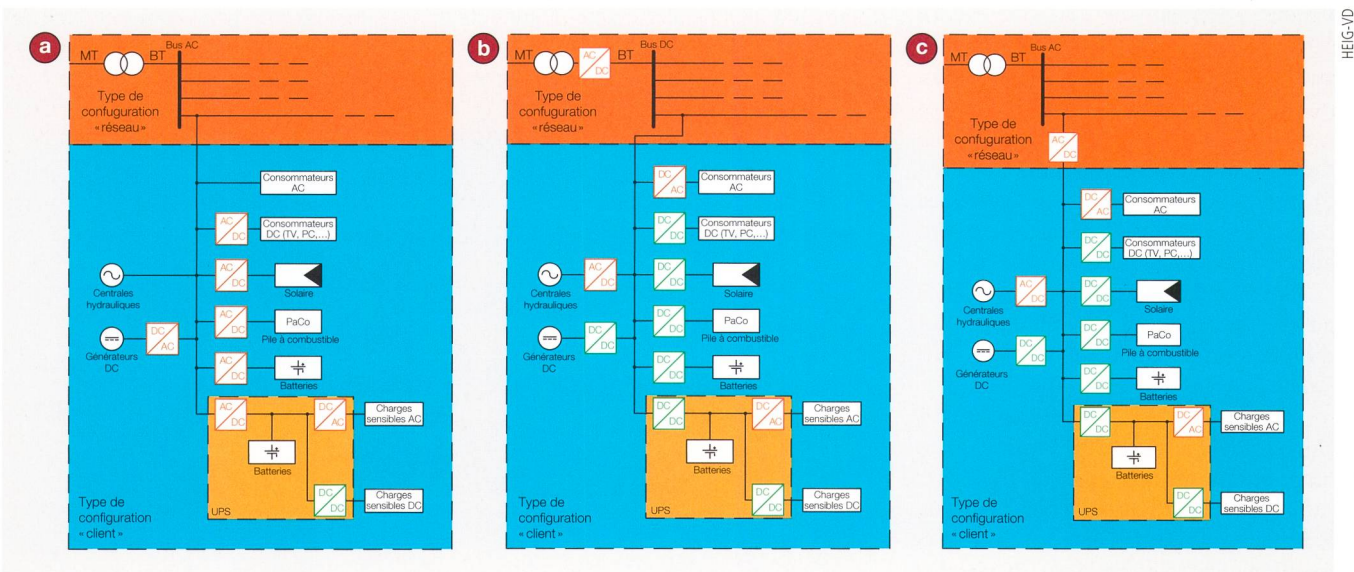 HEIG-VD
a
MT
BT
Bus AC
Type de
confuguration
«réseau»
Consommateurs
AC
AC
DC
Consommateurs
DC (TV, PC,...)
Centrales
hydrauliques
AC
DC
Solaire
Générateurs
DC
DC
AC
AC
DC
PaCo
Pile à combustible
AC
DC
Batteries
AC
DC
DC
AC
Charges
sensibles AC
Batteries
DC
DC
Charges
sensibles DC
UPS
Type de
configuration
«client»
b
MT
AC
DC
BT
Bus DC
Type de
confuguration
«réseau»
DC
AC
Consommateurs
AC
DC
DC
Consommateurs
DC (TV, PC,...)
Centrales
hydrauliques
AC
DC
DC
DC
Solaire
Générateurs
DC
DC
DC
DC
DC
PaCo
Pile à combustible
DC
DC
Batteries
DC
DC
DC
AC
Charges
sensibles AC
Batteries
DC
DC
Charges
sensibles DC
UPS
Type de
configuration
«client»
c
MT
BT
Bus AC
Type de
confuguration
«réseau»
AC
DC
DC
AC
Consommateurs
AC
DC
DC
Consommateurs
DC (TV, PC,...)
Centrales
hydrauliques
AC
DC
DC
DC
Solaire
Générateurs
DC
DC
DC
DC
DC
PaCo
Pile à combustible
DC
DC
Batteries
DC
DC
DC
AC
Charges
sensibles AC
Batteries
DC
DC
Charges
sensibles DC
UPS
Type de
configuration
«client»